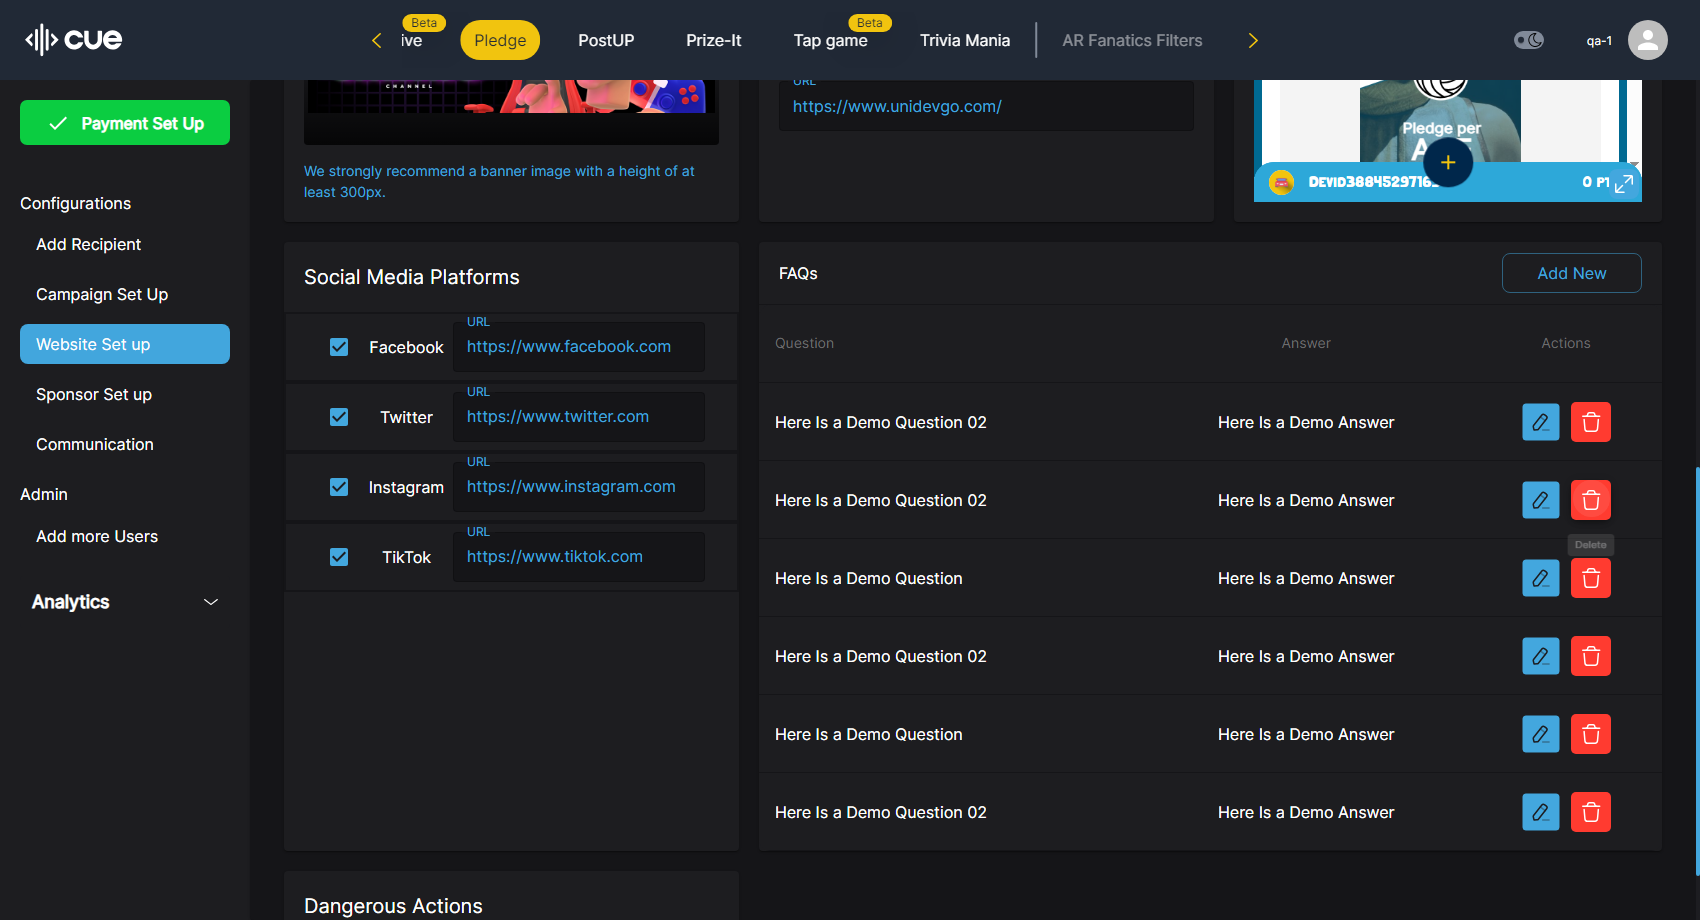 cue
Beta
ive
Pledge
PostUP
Prize-It
Beta
Tap game
Trivia Mania
AR Fanatics Filters
qa-1
Payment Set Up
Configurations
Add Recipient
Campaign Set Up
Website Set up
Sponsor Set up
Communication
Admin
Add more Users
Analytics
CHANNEL
We strongly recommend a banner image with a height of at
least 300px.
URL
https://www.unidevgo.com/
Pledge per
+
0 PT
Social Media Platforms
Facebook
URL
https://www.facebook.com
Twitter
URL
https://www.twitter.com
Instagram
URL
https://www.instagram.com
TikTok
URL
https://www.tiktok.com
FAQs
Add New
Question Answer Actions
Here Is a Demo Question 02 Here Is a Demo Answer
Here Is a Demo Question 02 Here Is a Demo Answer
Delete
Here Is a Demo Question Here Is a Demo Answer
Here Is a Demo Question 02 Here Is a Demo Answer
Here Is a Demo Question Here Is a Demo Answer
Here Is a Demo Question 02 Here Is a Demo Answer
Dangerous Actions